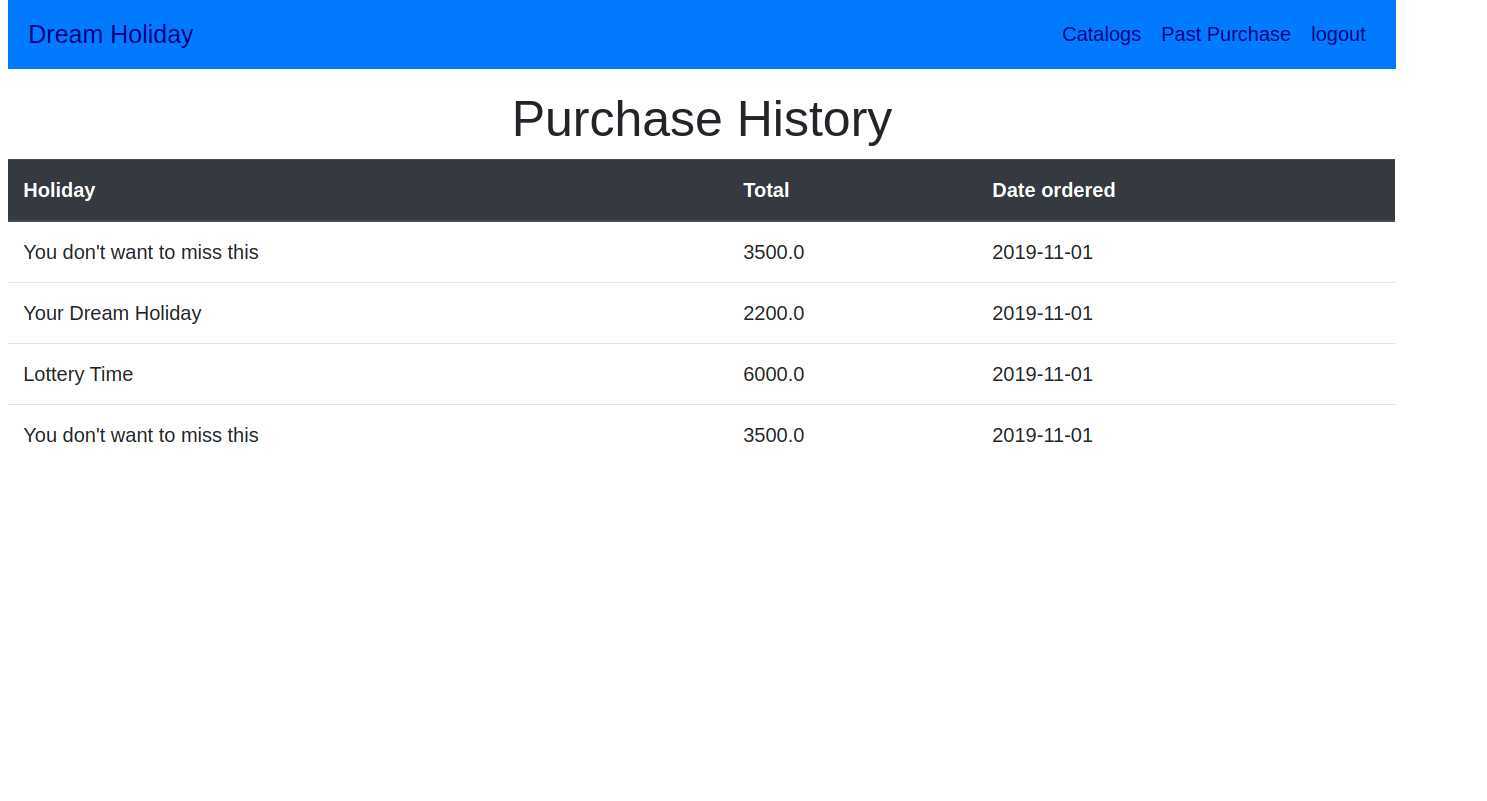 Dream Holiday Catalogs Past Purchase logout
Purchase History
Holiday Total Date ordered
You don't want to miss this 3500.0 2019-11-01
Your Dream Holiday 2200.0 2019-11-01
Lottery Time 6000.0 2019-11-01
You don't want to miss this 3500.0 2019-11-01